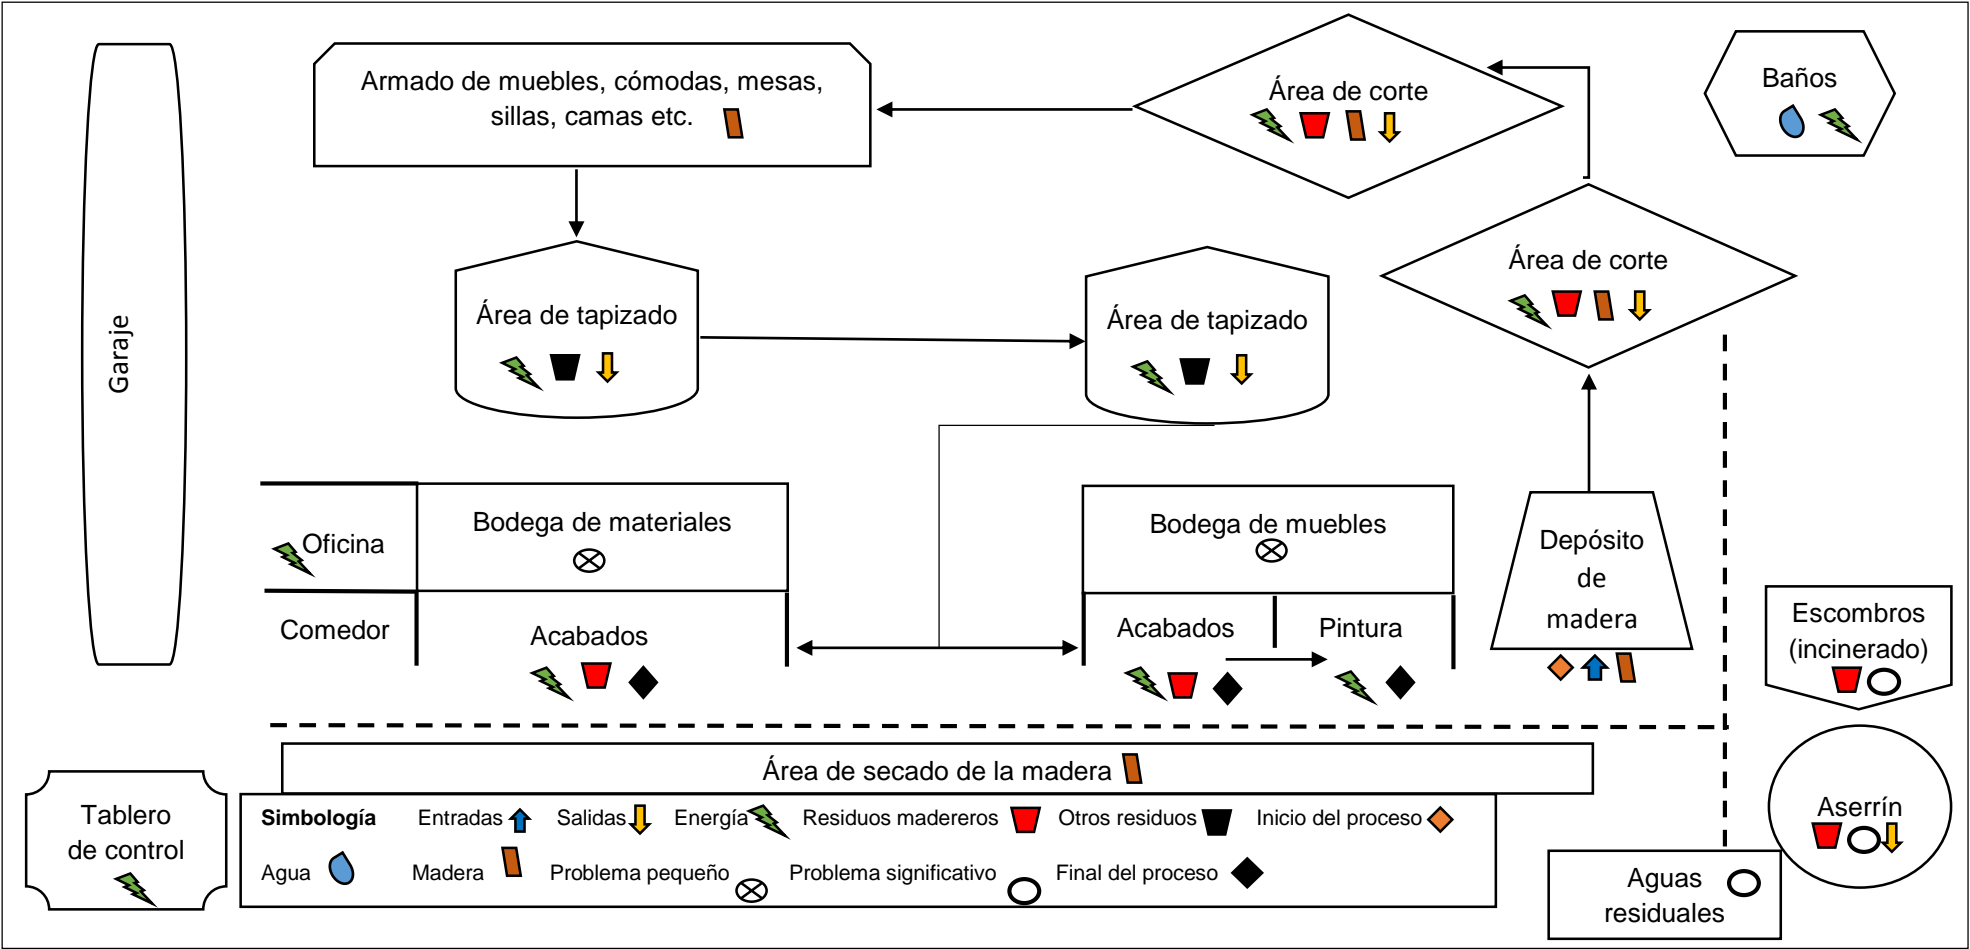 Armado de muebles, cómodas, mesas,
sillas, camas etc.
Área de corte
Baños
Área de corte
Garaje
Área de tapizado
Área de tapizado
Oficina
Bodega de materiales
Bodega de muebles
Depósito
de
madera
Comedor
Acabados
Acabados
Pintura
Escombros
(incinerado)
Área de secado de la madera
Tablero
de control
Simbología
Entradas
Salidas
Energía
Residuos madereros
Otros residuos
Inicio del proceso
Agua
Madera
Problema pequeño
Problema significativo
Final del proceso
Aserrín
Aguas
residuales